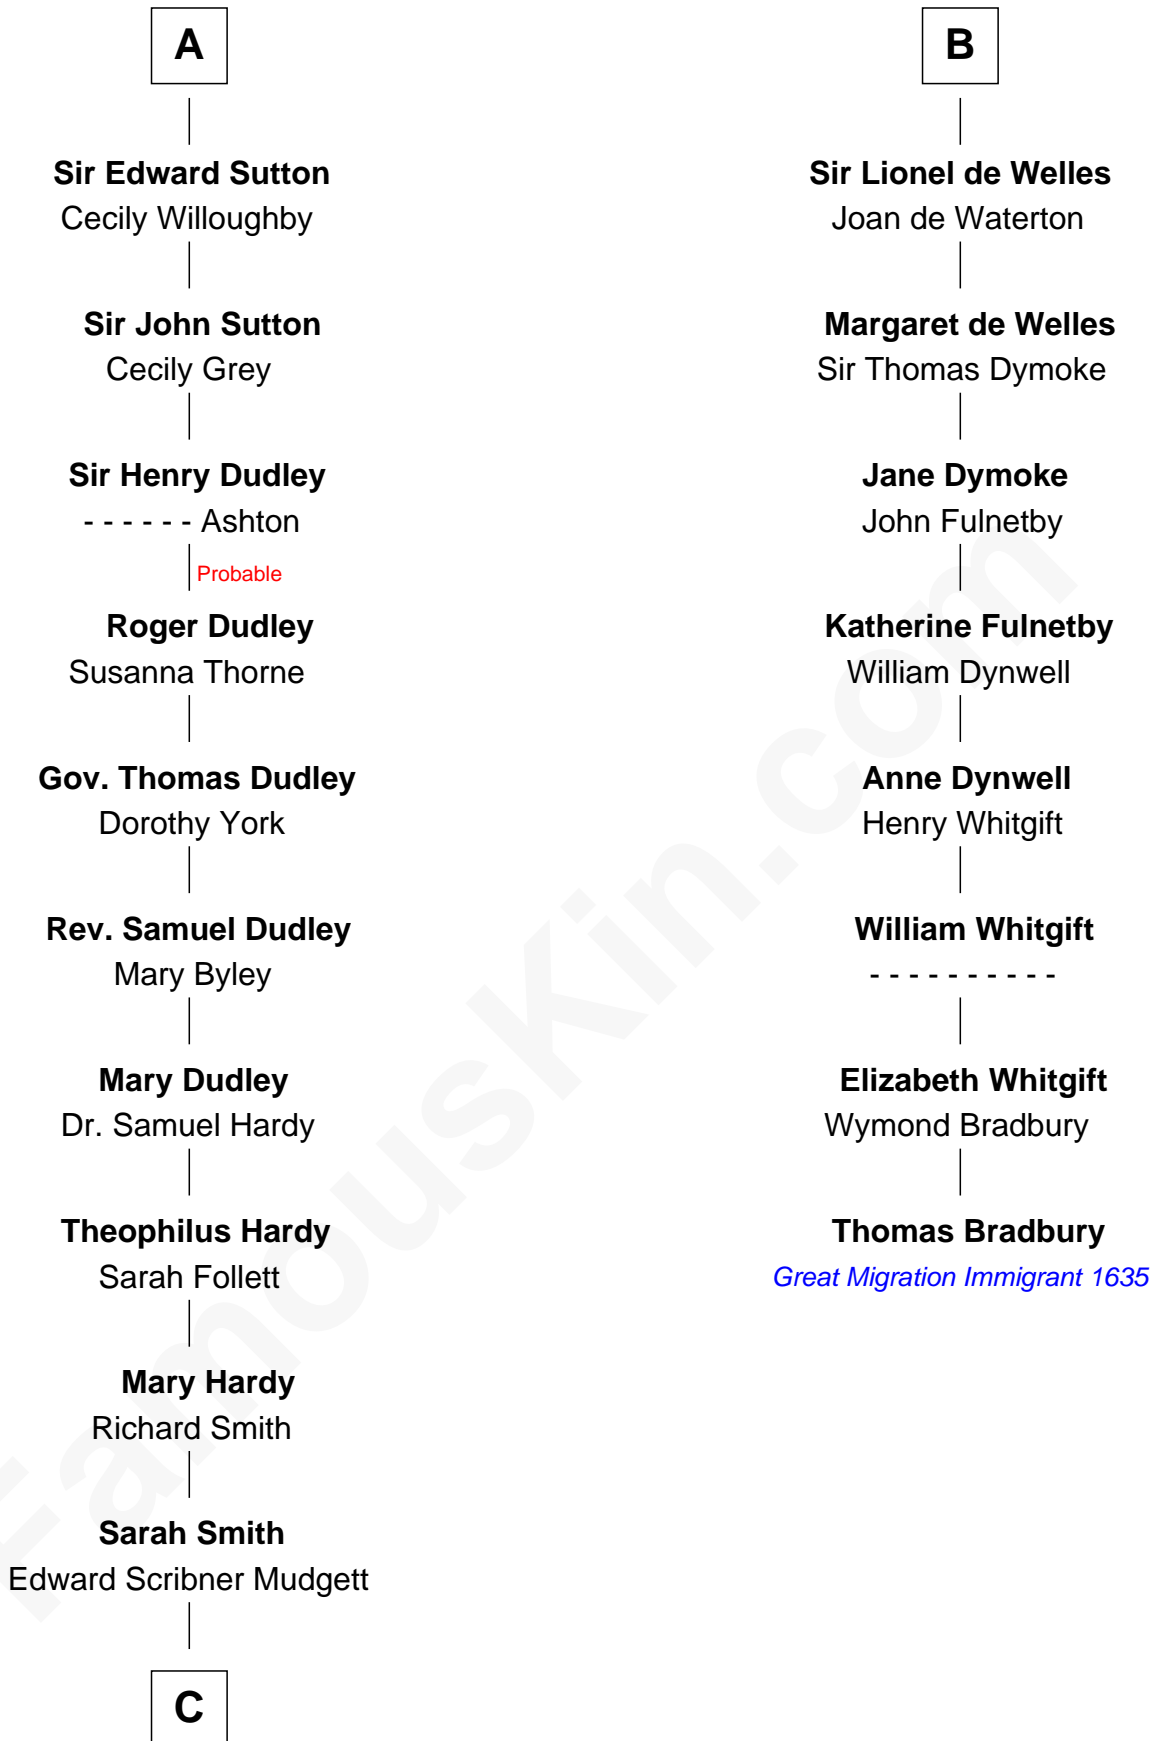 A
Sir Edward Sutton
Cecily Willoughby
Sir John Sutton
Cecily Grey
Sir Henry Dudley
- - - - - - Ashton
Probable
Roger Dudley
Susanna Thorne
Gov. Thomas Dudley
Dorothy York
Rev. Samuel Dudley
Mary Byley
Mary Dudley
Dr. Samuel Hardy
Theophilus Hardy
Sarah Follett
Mary Hardy
Richard Smith
Sarah Smith
Edward Scribner Mudgett
C
B
Sir Lionel de Welles
Joan de Waterton
Margaret de Welles
Sir Thomas Dymoke
Jane Dymoke
John Fulnetby
Katherine Fulnetby
William Dynwell
Anne Dynwell
Henry Whitgift
William Whitgift
- - - - - - - - - -
Elizabeth Whitgift
Wymond Bradbury
Thomas Bradbury
Great Migration Immigrant 1635
FamousKin.com